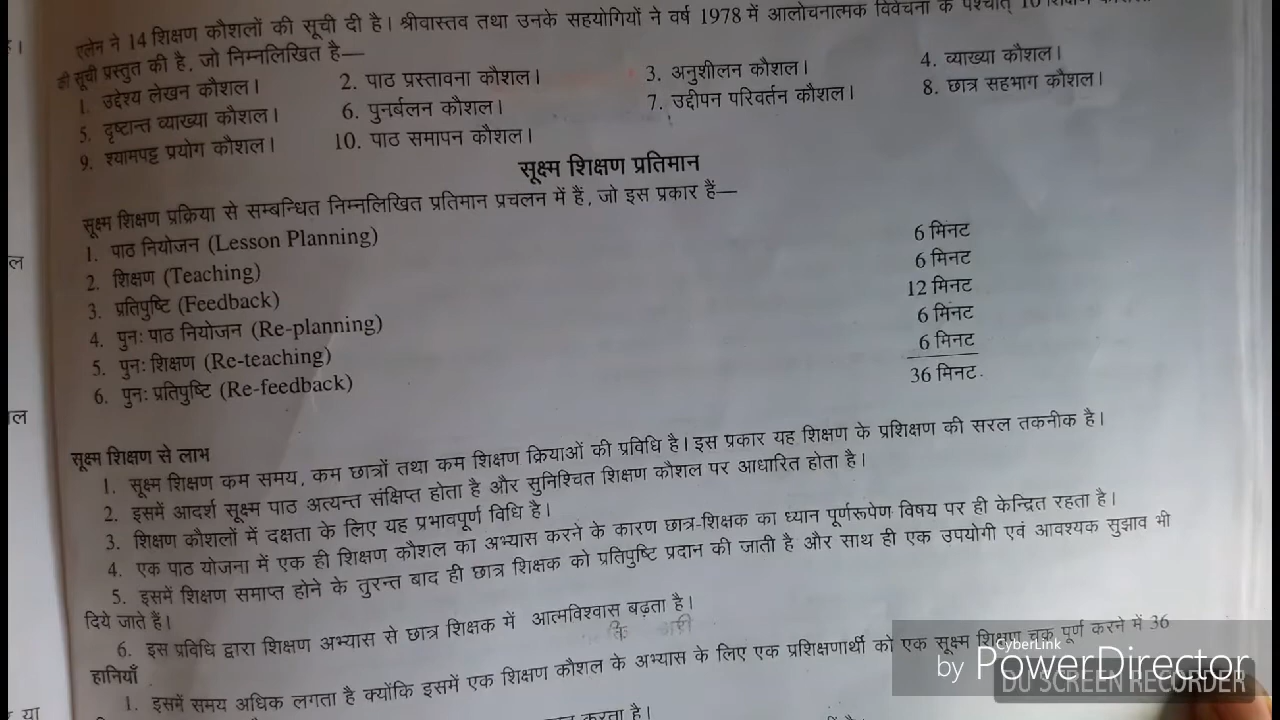 एलेन ने 14 शिक्षण कौशलों की सूची दी है। श्रीवास्तव तथा उनके सहयोगियों ने वर्ष 1978 में आलोचनात्मक विवेचना के पश्चात् 10 शिक्षण
की सूची प्रस्तुत की है, जो निम्नलिखित है—
1. उद्देश्य लेखन कौशल। 2. पाठ प्रस्तावना कौशल। 3. अनुशीलन कौशल। 4. व्याख्या कौशल।
5. दृष्टान्त व्याख्या कौशल। 6. पुनर्बलन कौशल। 7. उद्दीपन परिवर्तन कौशल। 8. छात्र सहभाग कौशल।
9. श्यामपट्ट प्रयोग कौशल। 10. पाठ समापन कौशल।
सूक्ष्म शिक्षण प्रतिमान
सूक्ष्म शिक्षण प्रक्रिया से सम्बन्धित निम्नलिखित प्रतिमान प्रचलन में हैं, जो इस प्रकार हैं—
1. पाठ नियोजन (Lesson Planning) 6 मिनट
2. शिक्षण (Teaching) 6 मिनट
3. प्रतिपुष्टि (Feedback) 12 मिनट
4. पुनः पाठ नियोजन (Re-planning) 6 मिनट
5. पुनः शिक्षण (Re-teaching) 6 मिनट
6. पुनः प्रतिपुष्टि (Re-feedback) 36 मिनट
सूक्ष्म शिक्षण से लाभ
1. सूक्ष्म शिक्षण कम समय, कम छात्रों तथा कम शिक्षण क्रियाओं की प्रविधि है। इस प्रकार यह शिक्षण के प्रशिक्षण की सरल तकनीक है।
2. इसमें आदर्श सूक्ष्म पाठ अत्यन्त संक्षिप्त होता है और सुनिश्चित शिक्षण कौशल पर आधारित होता है।
3. शिक्षण कौशलों में दक्षता के लिए यह प्रभावपूर्ण विधि है।
4. एक पाठ योजना में एक ही शिक्षण कौशल का अभ्यास करने के कारण छात्र-शिक्षक का ध्यान पूर्णरूपेण विषय पर ही केन्द्रित रहता है।
5. इसमें शिक्षण समाप्त होने के तुरन्त बाद ही छात्र शिक्षक को प्रतिपुष्टि प्रदान की जाती है और साथ ही एक उपयोगी एवं आवश्यक सुझाव भी
दिये जाते हैं।
6. इस प्रविधि द्वारा शिक्षण अभ्यास से छात्र शिक्षक में आत्मविश्वास बढ़ता है।
हानियाँ
1. इसमें समय अधिक लगता है क्योंकि इसमें एक शिक्षण कौशल के अभ्यास के लिए एक प्रशिक्षणार्थी को एक सूक्ष्म शिक्षण चक्र पूर्ण करने में 36
करता है।
ल
ल
या
CyberLink
by PowerDirector
DU SCREEN RECORDER